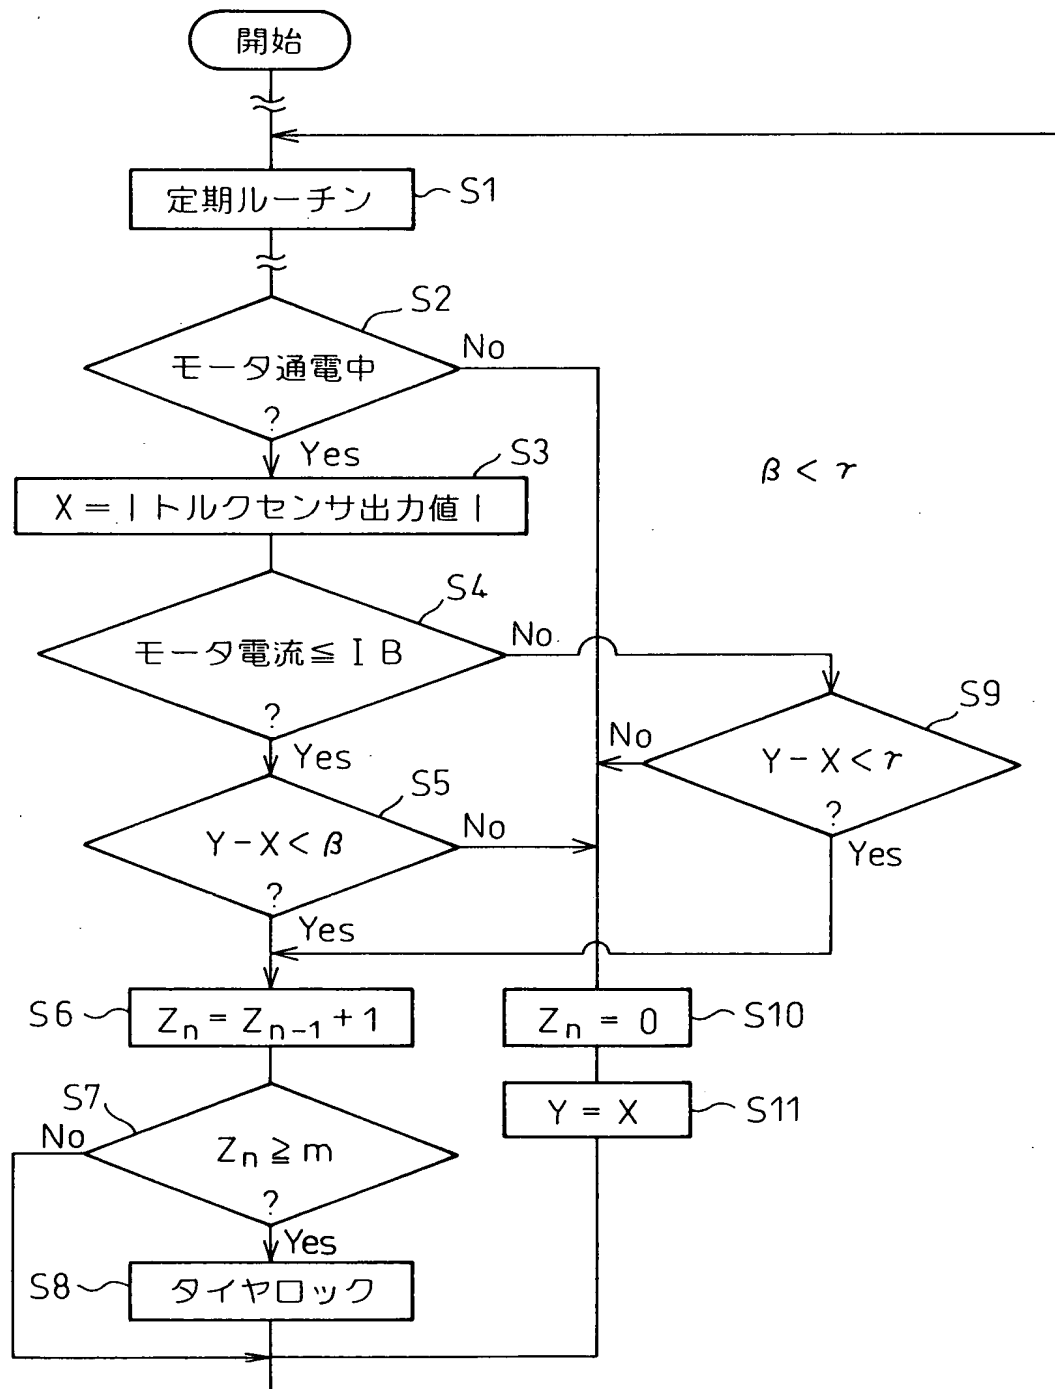 開始
定期ルーチン
S1
S2
モータ通電中
?
No
Yes
S3
X=|トルクセンサ出力値|
β<γ
S4
モータ電流≦IB
?
No
Yes
S9
Y-X<γ
?
No
Yes
S5
Y-X<β
?
No
Yes
S6
Zn=Zn-1+1
Zn=0
S10
S7
Zn≧m
?
No
Yes
Y=X
S11
S8
タイヤロック